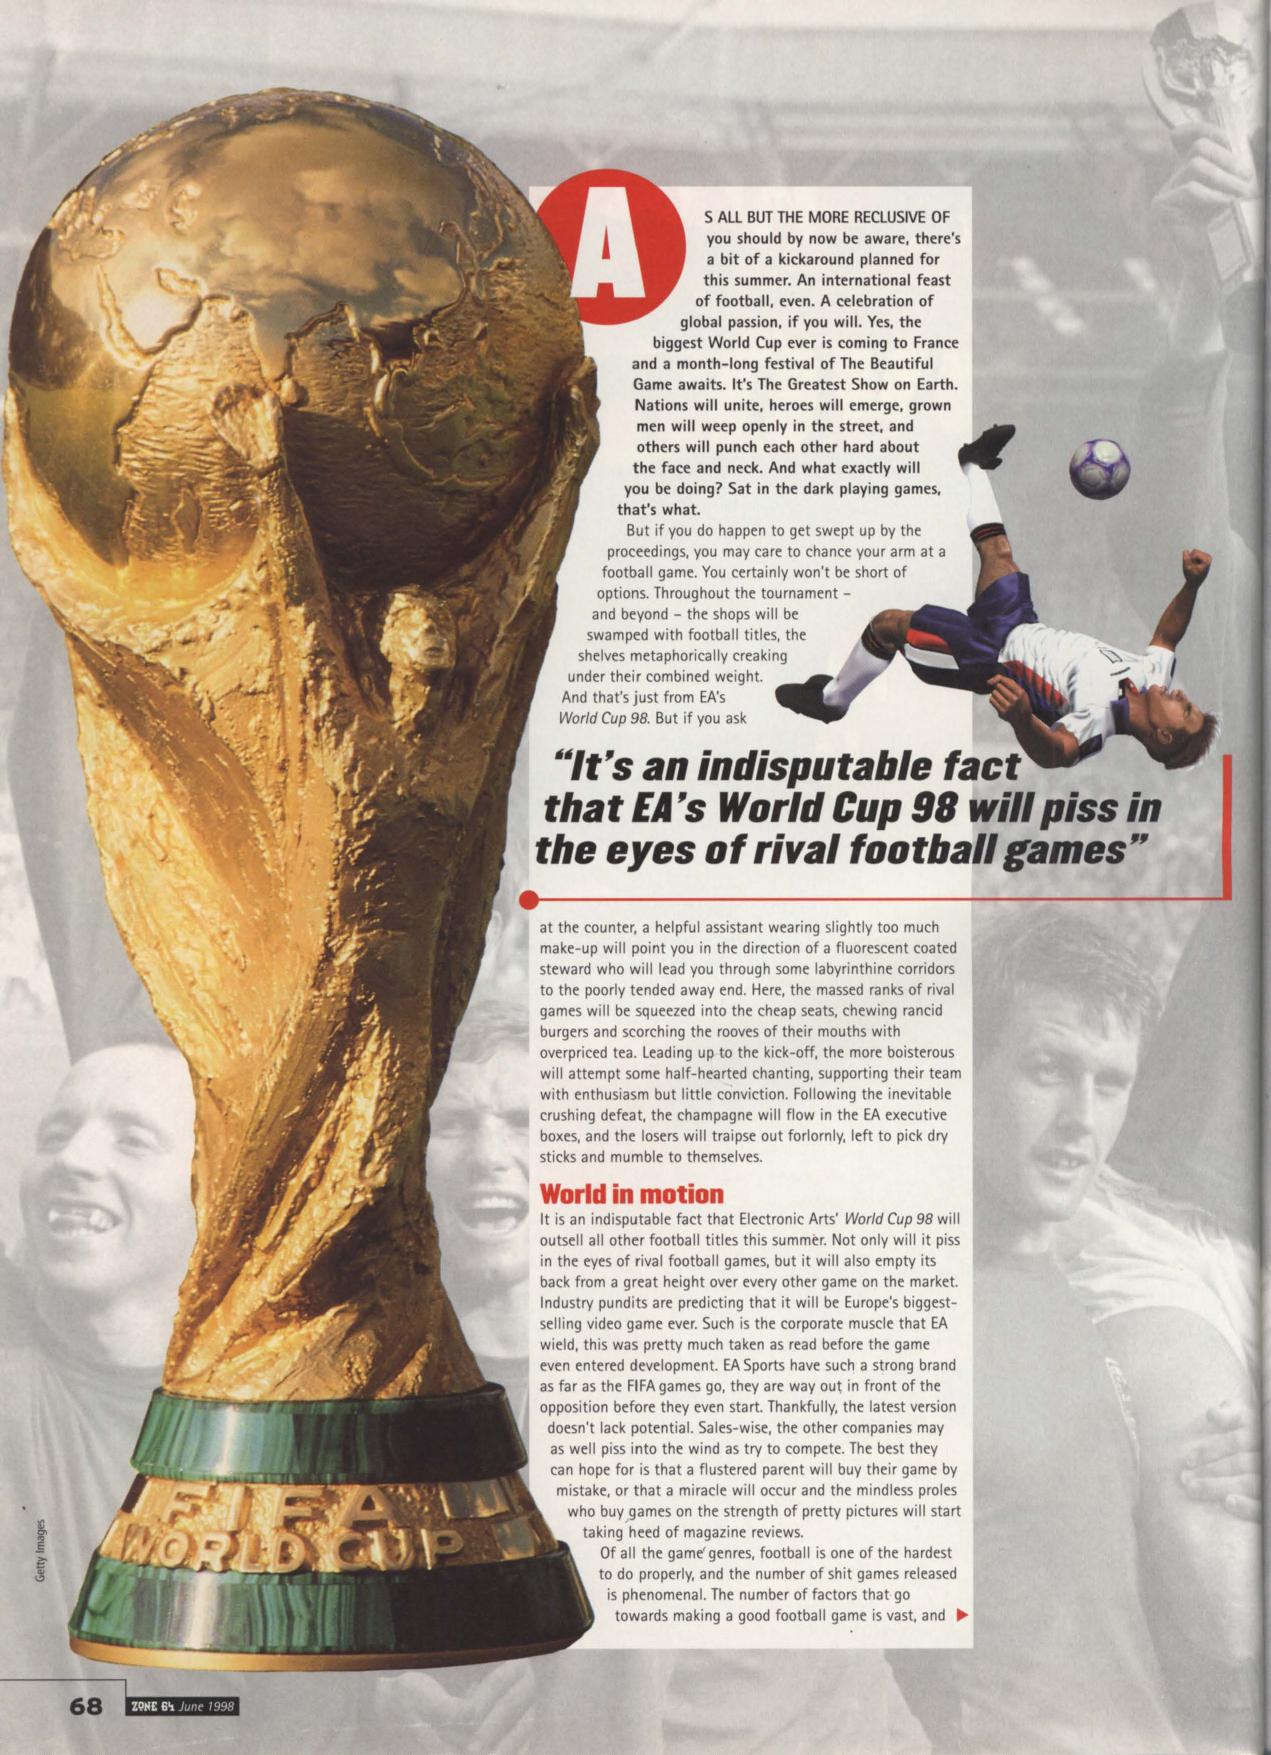 AS ALL BUT THE MORE RECLUSIVE OF
you should by now be aware, there's
a bit of a kickaround planned for
this summer. An international feast
of football, even. A celebration of
global passion, if you will. Yes, the
biggest World Cup ever is coming to France
and a month-long festival of The Beautiful
Game awaits. It's The Greatest Show on Earth.
Nations will unite, heroes will emerge, grown
men will weep openly in the street, and
others will punch each other hard about
the face and neck. And what exactly will
you be doing? Sat in the dark playing games,
that's what.
But if you do happen to get swept up by the
proceedings, you may care to chance your arm at a
football game. You certainly won't be short of
options. Throughout the tournament –
and beyond – the shops will be
swamped with football titles, the
shelves metaphorically creaking
under their combined weight.
And that's just from EA's
World Cup 98. But if you ask
"It's an indisputable fact
that EA's World Cup 98 will piss in
the eyes of rival football games"
at the counter, a helpful assistant wearing slightly too much
make-up will point you in the direction of a fluorescent coated
steward who will lead you through some labyrinthine corridors
to the poorly tended away end. Here, the massed ranks of rival
games will be squeezed into the cheap seats, chewing rancid
burgers and scorching the rooves of their mouths with
overpriced tea. Leading up to the kick-off, the more boisterous
will attempt some half-hearted chanting, supporting their team
with enthusiasm but little conviction. Following the inevitable
crushing defeat, the champagne will flow in the EA executive
boxes, and the losers will traipse out forlornly, left to pick dry
sticks and mumble to themselves.
World in motion
It is an indisputable fact that Electronic Arts' World Cup 98 will
outsell all other football titles this summer. Not only will it piss
in the eyes of rival football games, but it will also empty its
back from a great height over every other game on the market.
Industry pundits are predicting that it will be Europe's biggest-
selling video game ever. Such is the corporate muscle that EA
wield, this was pretty much taken as read before the game
even entered development. EA Sports have such a strong brand
as far as the FIFA games go, they are way out in front of the
opposition before they even start. Thankfully, the latest version
doesn't lack potential. Sales-wise, the other companies may
as well piss into the wind as try to compete. The best they
can hope for is that a flustered parent will buy their game by
mistake, or that a miracle will occur and the mindless proles
who buy games on the strength of pretty pictures will start
taking heed of magazine reviews.
Of all the game genres, football is one of the hardest
to do properly, and the number of shit games released
is phenomenal. The number of factors that go
towards making a good football game is vast, and
FIFA
WORLD CUP
Getty Images
68
ZONE 64 June 1998